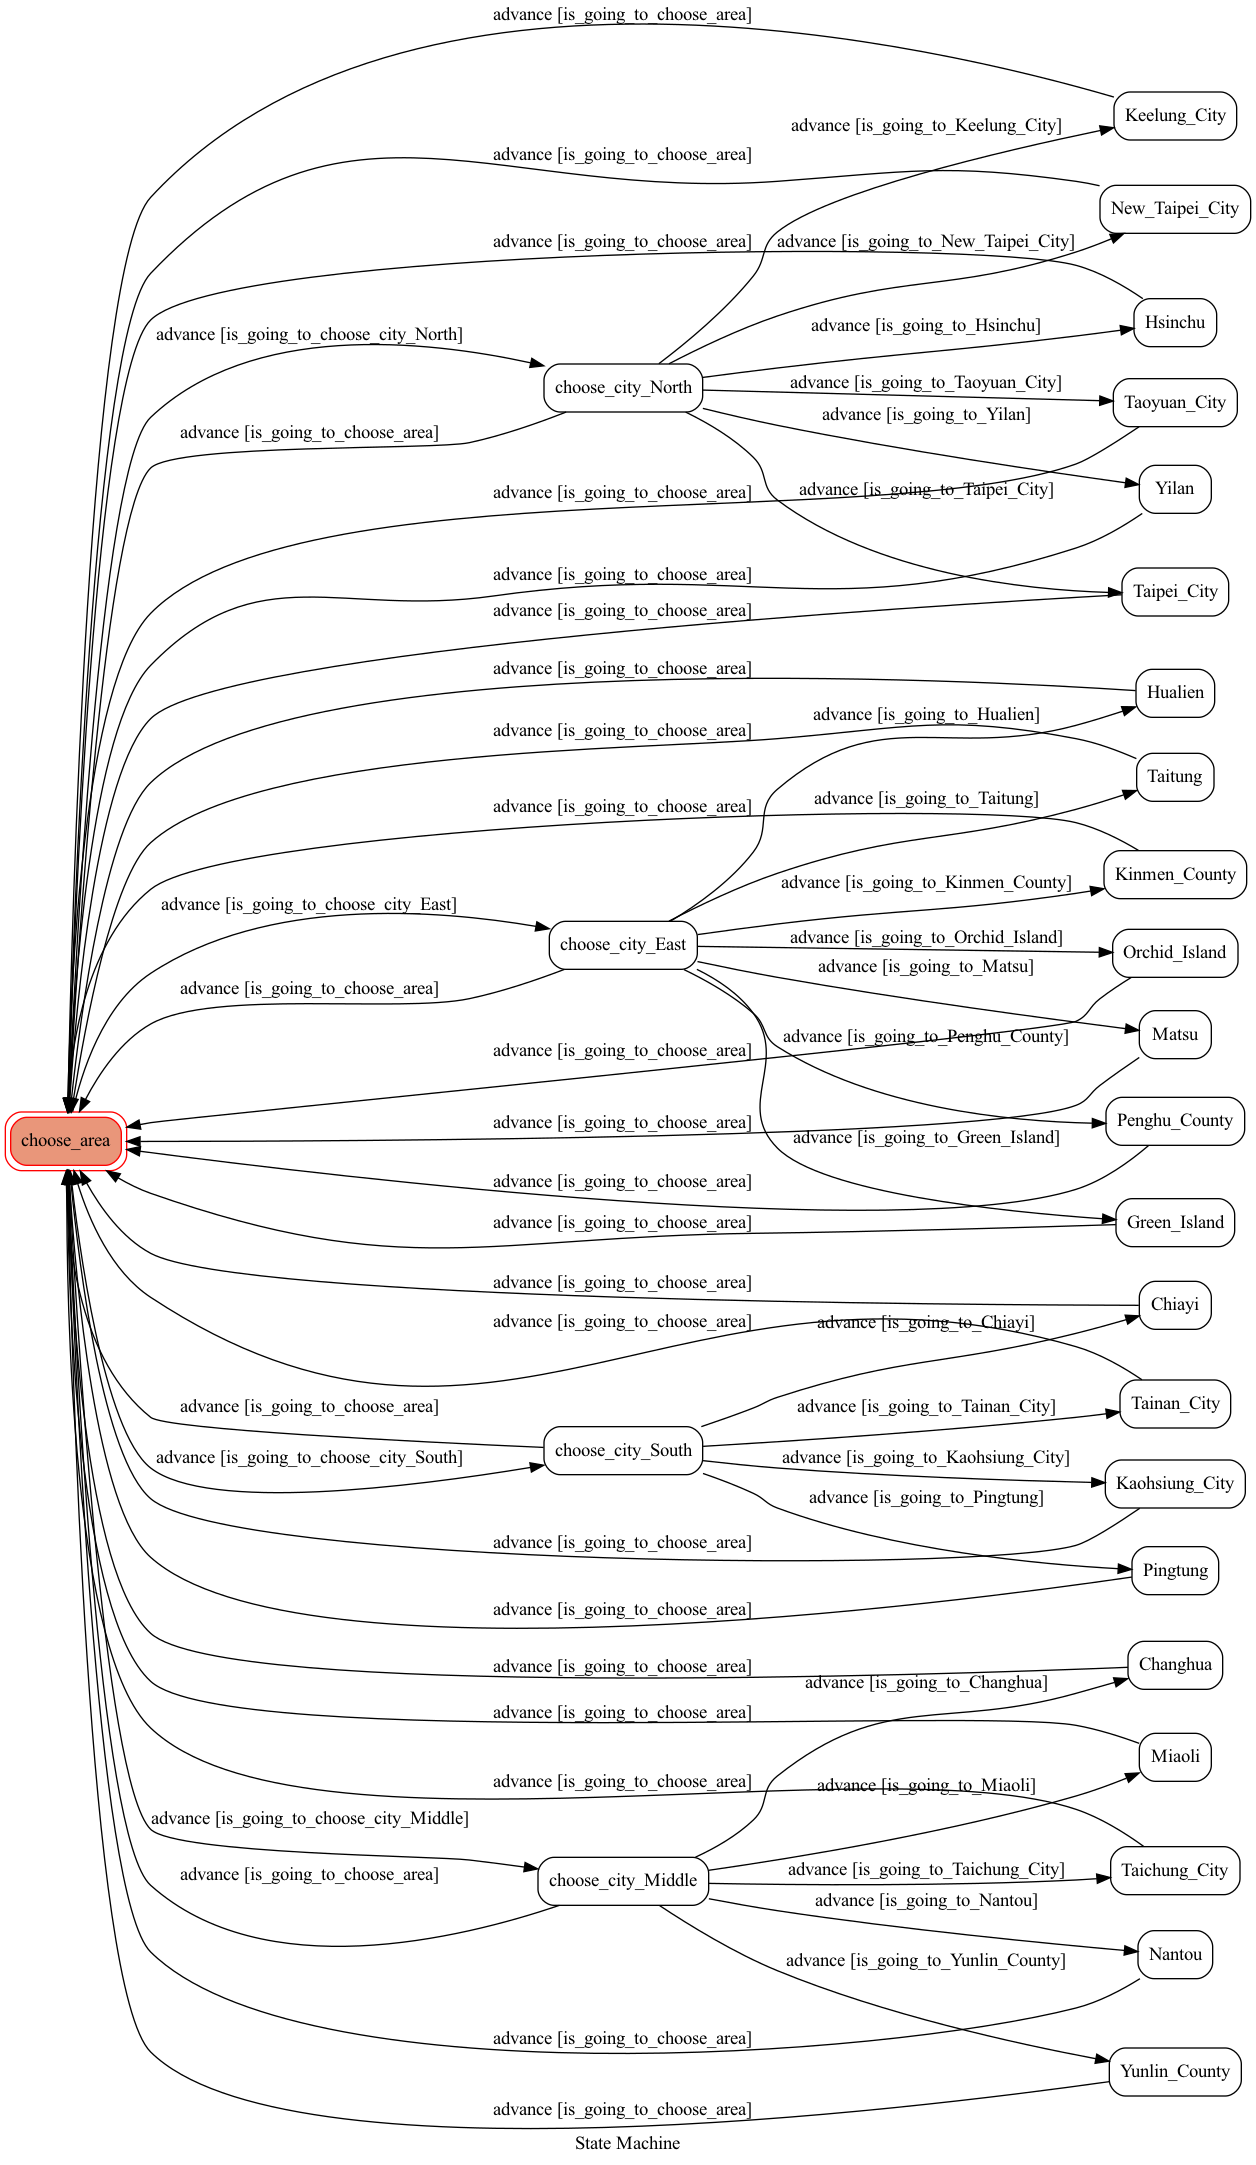 advance [is_going_to_choose_area]
Keelung_City
advance [is_going_to_Keelung_City]
advance [is_going_to_choose_area]
New_Taipei_City
advance [is_going_to_choose_area]
advance [is_going_to_New_Taipei_City]
Hsinchu
advance [is_going_to_Hsinchu]
advance [is_going_to_choose_city_North]
advance [is_going_to_Taoyuan_City]
choose_city_North
Taoyuan_City
advance [is_going_to_Yilan]
advance [is_going_to_choose_area]
Yilan
advance [is_going_to_choose_area]
advance [is_going_to_Taipei_City]
advance [is_going_to_choose_area]
Taipei_City
advance [is_going_to_choose_area]
advance [is_going_to_choose_area]
Hualien
advance [is_going_to_Hualien]
advance [is_going_to_choose_area]
Taitung
advance [is_going_to_Taitung]
advance [is_going_to_choose_area]
Kinmen_County
advance [is_going_to_Kinmen_County]
advance [is_going_to_choose_city_East]
advance [is_going_to_Orchid_Island]
choose_city_East
Orchid_Island
advance [is_going_to_Matsu]
advance [is_going_to_choose_area]
Matsu
advance [is_going_to_Penghu_County]
advance [is_going_to_choose_area]
advance [is_going_to_choose_area]
Penghu_County
choose_area
advance [is_going_to_Green_Island]
advance [is_going_to_choose_area]
advance [is_going_to_choose_area]
Green_Island
advance [is_going_to_choose_area]
Chiayi
advance [is_going_to_choose_area]
advance [is_going_to_Chiayi]
advance [is_going_to_choose_area]
advance [is_going_to_Tainan_City]
Tainan_City
choose_city_South
advance [is_going_to_choose_city_South]
advance [is_going_to_Kaohsiung_City]
Kaohsiung_City
advance [is_going_to_Pingtung]
advance [is_going_to_choose_area]
Pingtung
advance [is_going_to_choose_area]
advance [is_going_to_choose_area]
Changhua
advance [is_going_to_Changhua]
advance [is_going_to_choose_area]
Miaoli
advance [is_going_to_choose_area]
advance [is_going_to_Miaoli]
advance [is_going_to_choose_city_Middle]
advance [is_going_to_choose_area]
choose_city_Middle
advance [is_going_to_Taichung_City]
Taichung_City
advance [is_going_to_Nantou]
Nantou
advance [is_going_to_Yunlin_County]
advance [is_going_to_choose_area]
Yunlin_County
advance [is_going_to_choose_area]
State Machine